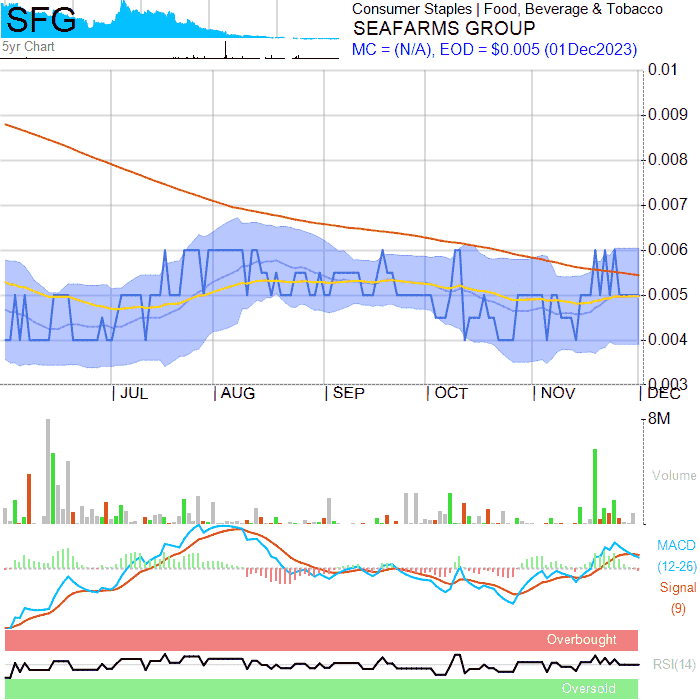 SFG
5yr Chart
Consumer Staples | Food, Beverage & Tobacco
SEAFARMS GROUP
MC = (N/A), EOD = $0.005 (01Dec2023)
0.01
0.009
0.008
0.007
0.006
0.005
0.004
0.003
JUL
AUG
SEP
OCT
NOV
DEC
8M
Volume
MACD
(12-26)
Signal
(9)
Overbought
RSI(14)
Oversold